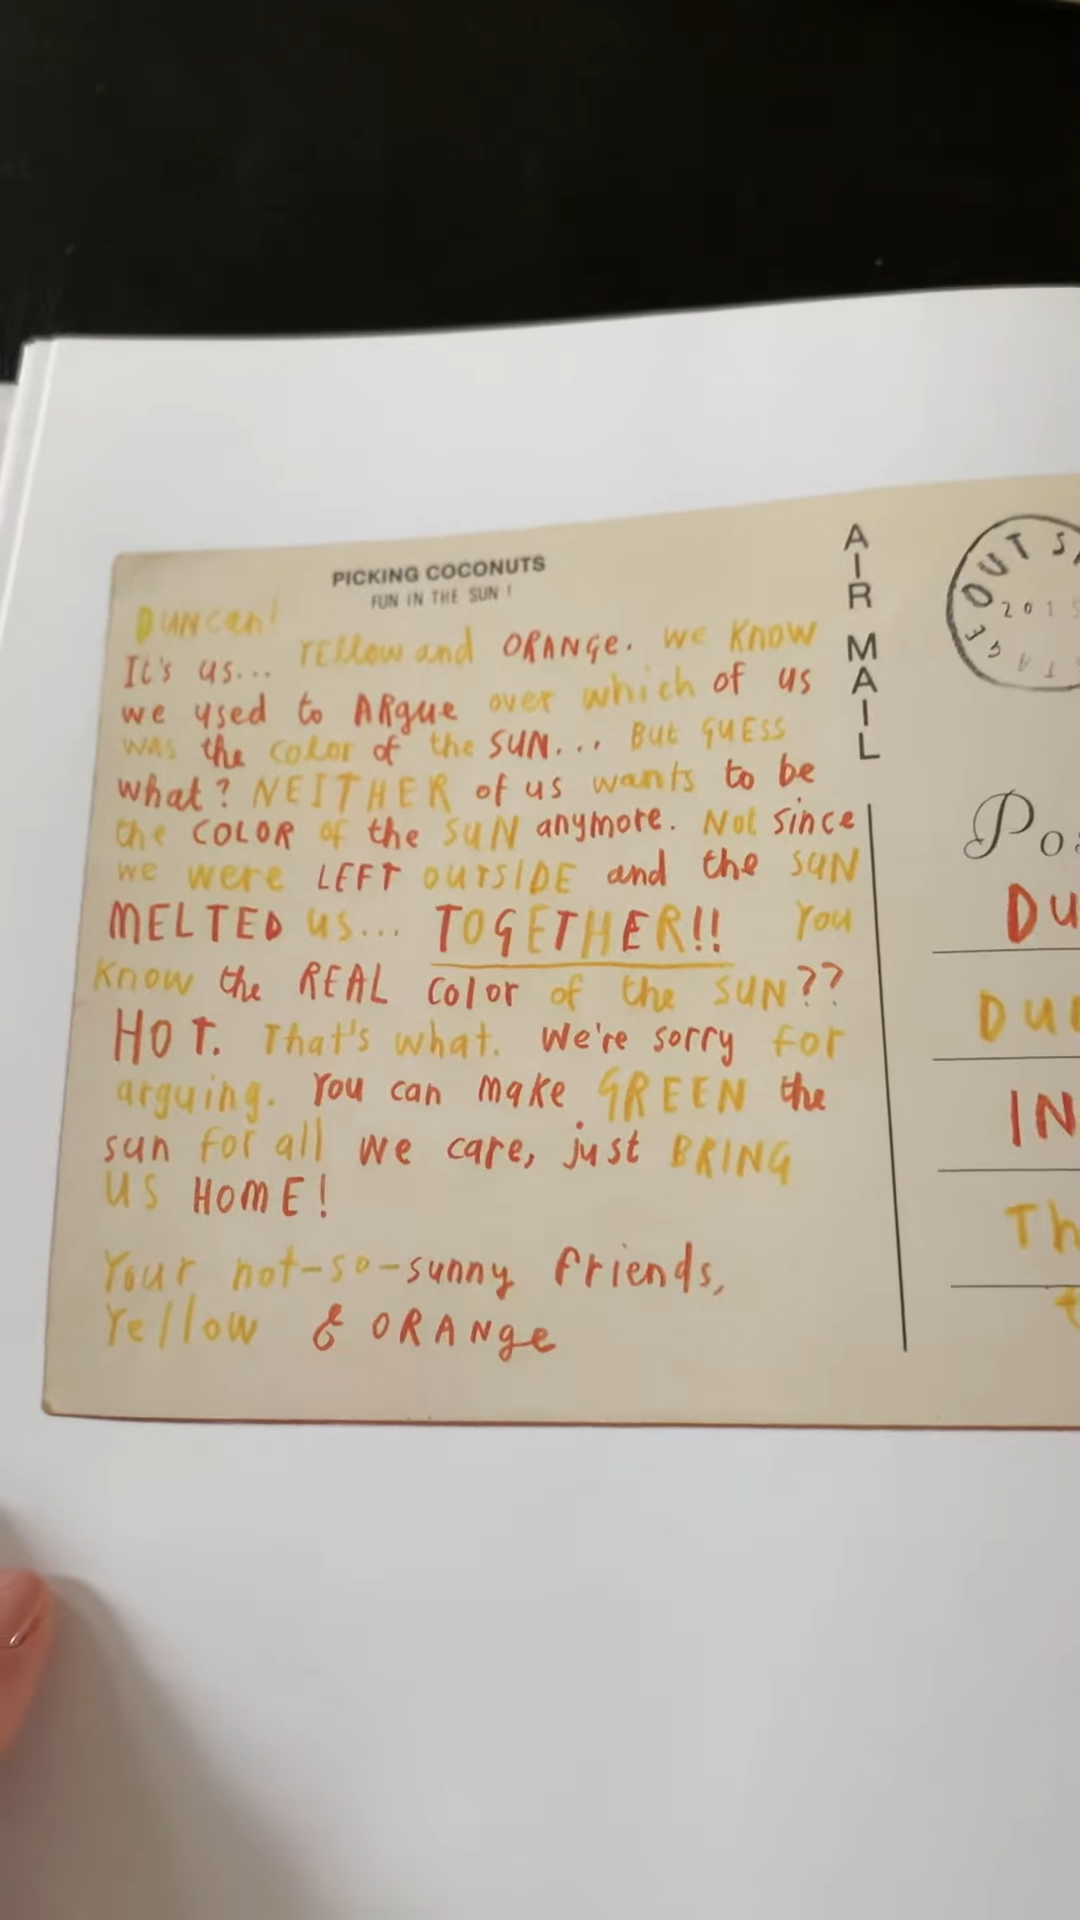 PICKING COCONUTS
FUN IN THE SUN !
DUNCan!
It's us... YEllow and ORANGe. we Know
we used to ARgue over which of us
was the color of the SUN... But GUESS
what? NEITHER of us wants to be
the COLOR of the SUN anymore. Not since
we were LEFT OUTSIDE and the SUN
MELTED us... TOGETHER!! You
know the REAL color of the SUN??
HOT. That's what. We're sorry for
arguing. You can make GREEN the
sun for all we care, just BRING
US HOME!
Your not-so-sunny friends,
Yellow & ORANge
AIR MAIL
OUT
201
Po
DU
DU
IN
Th
t